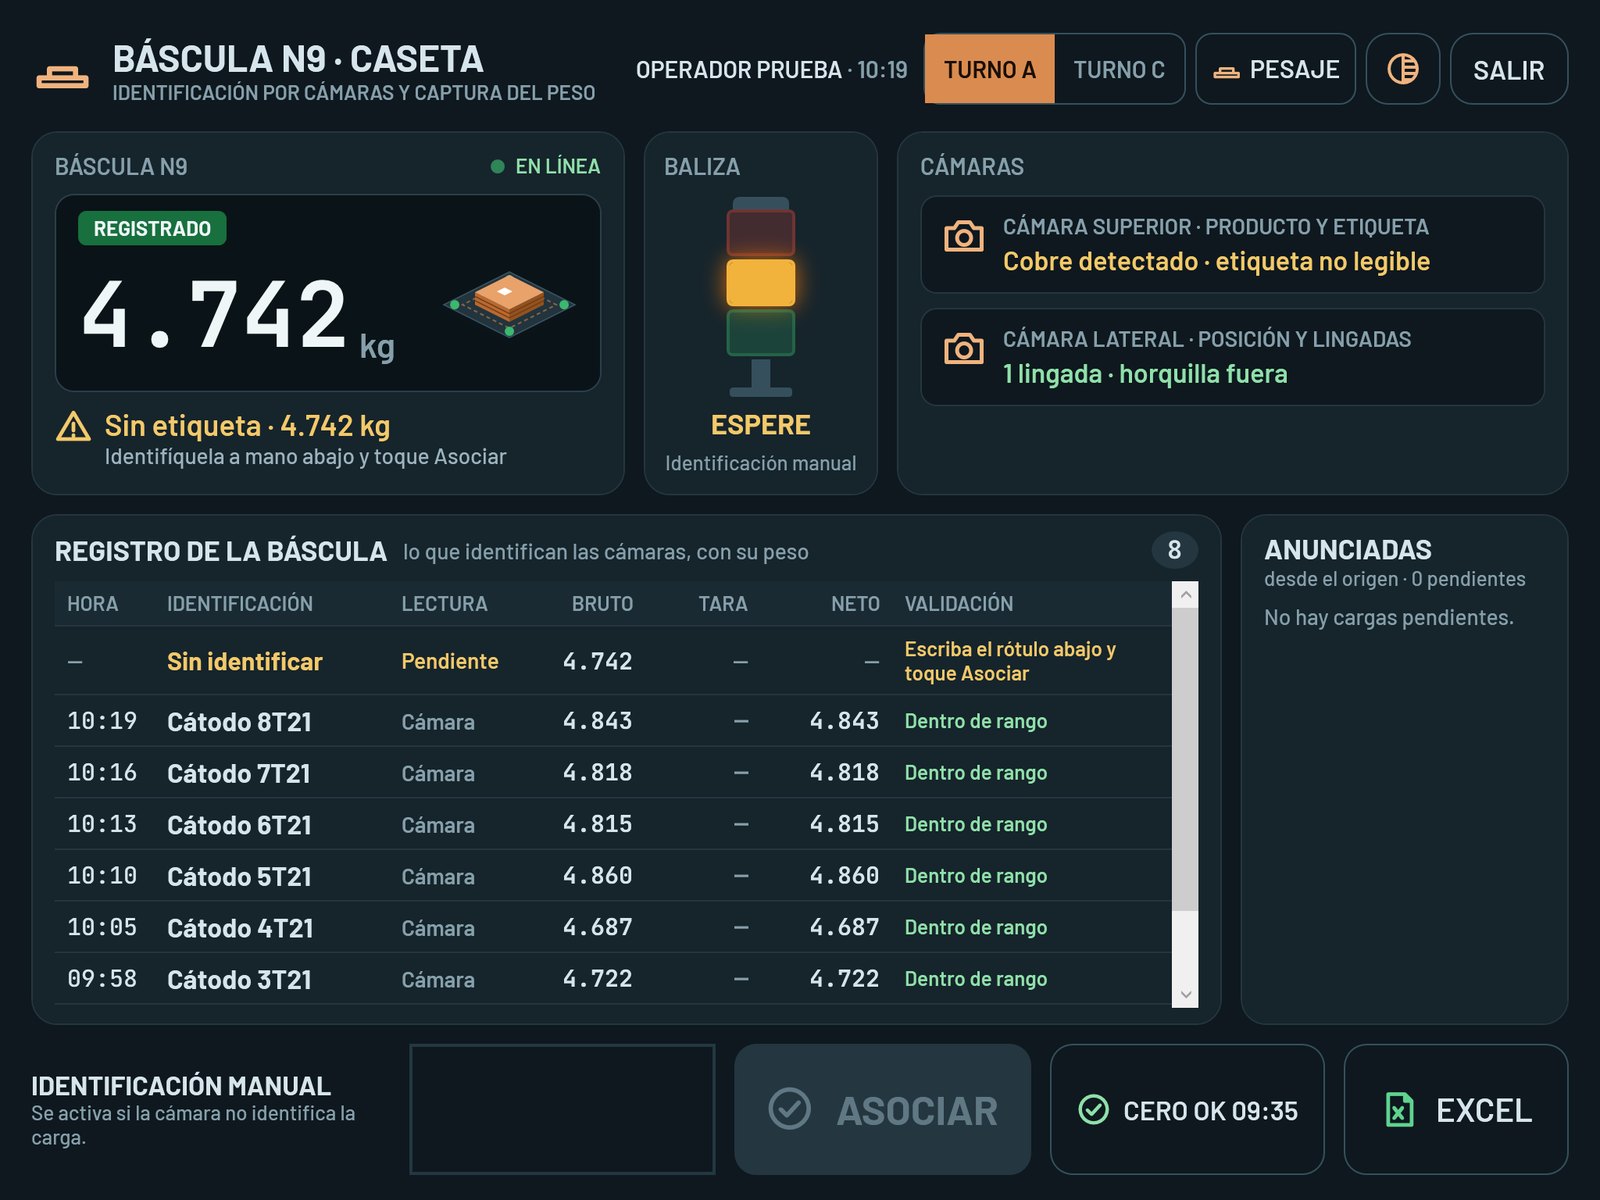 BÁSCULA N9 · CASETA
IDENTIFICACIÓN POR CÁMARAS Y CAPTURA DEL PESO
OPERADOR PRUEBA · 10:19
TURNO A
TURNO C
PESAJE
SALIR
BÁSCULA N9
EN LÍNEA
REGISTRADO
4.742 kg
Sin etiqueta · 4.742 kg
Identifíquela a mano abajo y toque Asociar
BALIZA
ESPERE
Identificación manual
CÁMARAS
CÁMARA SUPERIOR · PRODUCTO Y ETIQUETA
Cobre detectado · etiqueta no legible
CÁMARA LATERAL · POSICIÓN Y LINGADAS
1 lingada · horquilla fuera
REGISTRO DE LA BÁSCULA lo que identifican las cámaras, con su peso 8
HORA IDENTIFICACIÓN LECTURA BRUTO TARA NETO VALIDACIÓN
— Sin identificar Pendiente 4.742 — — Escriba el rótulo abajo y
toque Asociar
10:19 Cátodo 8T21 Cámara 4.843 — 4.843 Dentro de rango
10:16 Cátodo 7T21 Cámara 4.818 — 4.818 Dentro de rango
10:13 Cátodo 6T21 Cámara 4.815 — 4.815 Dentro de rango
10:10 Cátodo 5T21 Cámara 4.860 — 4.860 Dentro de rango
10:05 Cátodo 4T21 Cámara 4.687 — 4.687 Dentro de rango
09:58 Cátodo 3T21 Cámara 4.722 — 4.722 Dentro de rango
ANUNCIADAS
desde el origen · 0 pendientes
No hay cargas pendientes.
IDENTIFICACIÓN MANUAL
Se activa si la cámara no identifica la
carga.
ASOCIAR
CERO OK 09:35
EXCEL